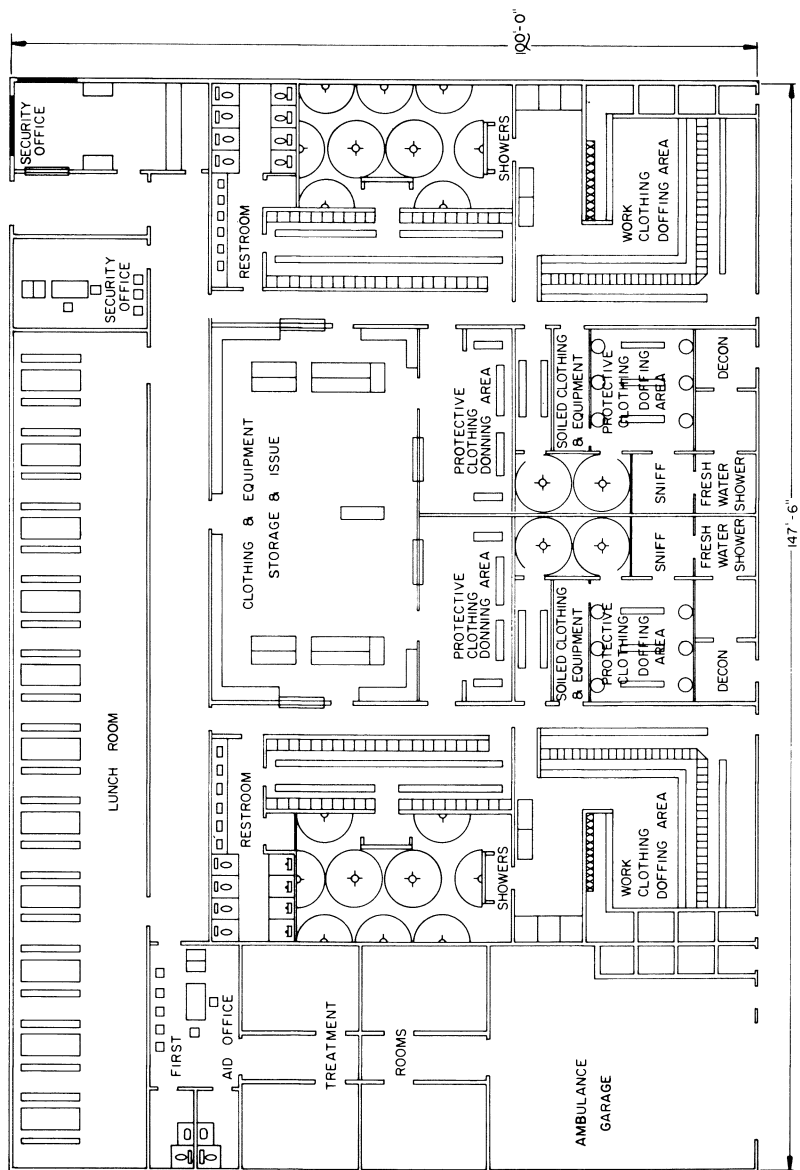 LUNCH ROOM
SECURITY
OFFICE
SECURITY
OFFICE
FIRST
AID OFFICE
RESTROOM
CLOTHING & EQUIPMENT
STORAGE & ISSUE
RESTROOM
TREATMENT
ROOMS
SHOWERS
PROTECTIVE
CLOTHING
DONNING AREA
PROTECTIVE
CLOTHING
DONNING AREA
SHOWERS
100'-0"
AMBULANCE
GARAGE
WORK
CLOTHING
DOFFING AREA
SOILED CLOTHING
& EQUIPMENT
PROTECTIVE
CLOTHING
DOFFING
AREA
SNIFF
SNIFF
SOILED CLOTHING
& EQUIPMENT
PROTECTIVE
CLOTHING
DOFFING
AREA
WORK
CLOTHING
DOFFING AREA
DECON
FRESH
WATER
SHOWER
FRESH
WATER
SHOWER
DECON
147'-6"